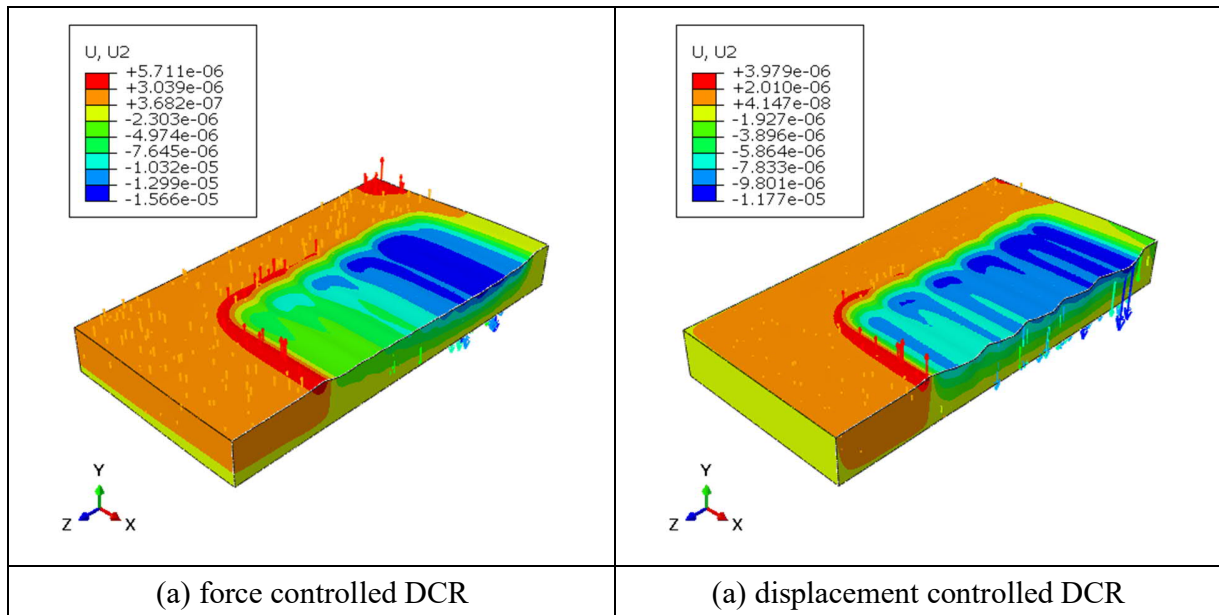 U, U2
+5.711e-06
+3.039e-06
+3.682e-07
-2.303e-06
-4.974e-06
-7.645e-06
-1.032e-05
-1.299e-05
-1.566e-05
Y
Z
X
(a) force controlled DCR
U, U2
+3.979e-06
+2.010e-06
+4.147e-08
-1.927e-06
-3.896e-06
-5.864e-06
-7.833e-06
-9.801e-06
-1.177e-05
Y
Z
X
(a) displacement controlled DCR